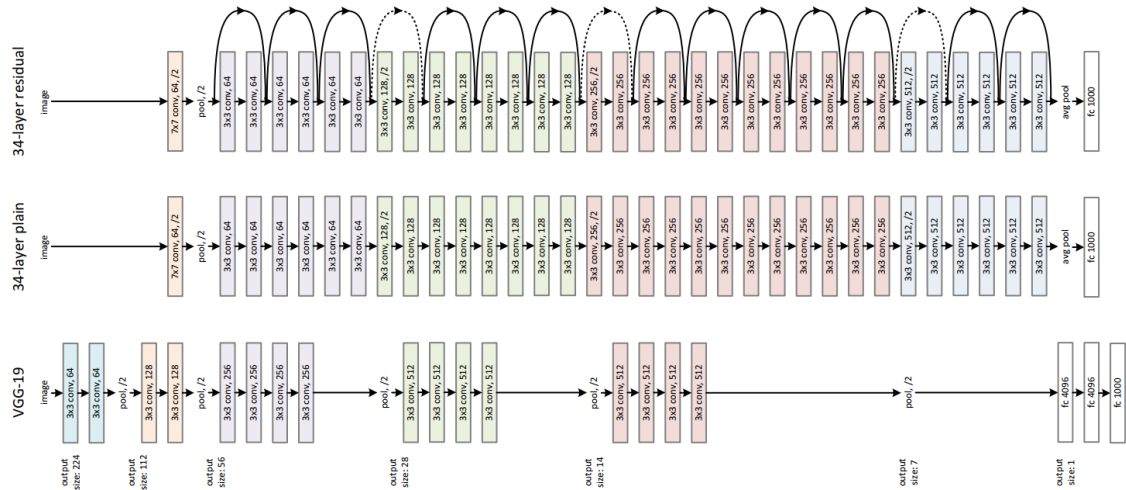 34-layer residual
image
7x7 conv, 64, /2
pool, /2
3x3 conv, 64
3x3 conv, 64
3x3 conv, 64
3x3 conv, 64
3x3 conv, 64
3x3 conv, 64
3x3 conv, 128, /2
3x3 conv, 128
3x3 conv, 128
3x3 conv, 128
3x3 conv, 128
3x3 conv, 128
3x3 conv, 128
3x3 conv, 128
3x3 conv, 256, /2
3x3 conv, 256
3x3 conv, 256
3x3 conv, 256
3x3 conv, 256
3x3 conv, 256
3x3 conv, 256
3x3 conv, 256
3x3 conv, 256
3x3 conv, 256
3x3 conv, 256
3x3 conv, 256
3x3 conv, 512, /2
3x3 conv, 512
3x3 conv, 512
3x3 conv, 512
3x3 conv, 512
3x3 conv, 512
avg pool
fc 1000
34-layer plain
image
7x7 conv, 64, /2
pool, /2
3x3 conv, 64
3x3 conv, 64
3x3 conv, 64
3x3 conv, 64
3x3 conv, 64
3x3 conv, 64
3x3 conv, 128, /2
3x3 conv, 128
3x3 conv, 128
3x3 conv, 128
3x3 conv, 128
3x3 conv, 128
3x3 conv, 128
3x3 conv, 128
3x3 conv, 256, /2
3x3 conv, 256
3x3 conv, 256
3x3 conv, 256
3x3 conv, 256
3x3 conv, 256
3x3 conv, 256
3x3 conv, 256
3x3 conv, 256
3x3 conv, 256
3x3 conv, 256
3x3 conv, 256
3x3 conv, 512, /2
3x3 conv, 512
3x3 conv, 512
3x3 conv, 512
3x3 conv, 512
3x3 conv, 512
avg pool
fc 1000
VGG-19
image
3x3 conv, 64
3x3 conv, 64
pool, /2
3x3 conv, 128
3x3 conv, 128
pool, /2
3x3 conv, 256
3x3 conv, 256
3x3 conv, 256
3x3 conv, 256
pool, /2
3x3 conv, 512
3x3 conv, 512
3x3 conv, 512
3x3 conv, 512
pool, /2
3x3 conv, 512
3x3 conv, 512
3x3 conv, 512
3x3 conv, 512
pool, /2
fc 4096
fc 4096
fc 1000
output
size: 224
output
size: 112
output
size: 56
output
size: 28
output
size: 14
output
size: 7
output
size: 1